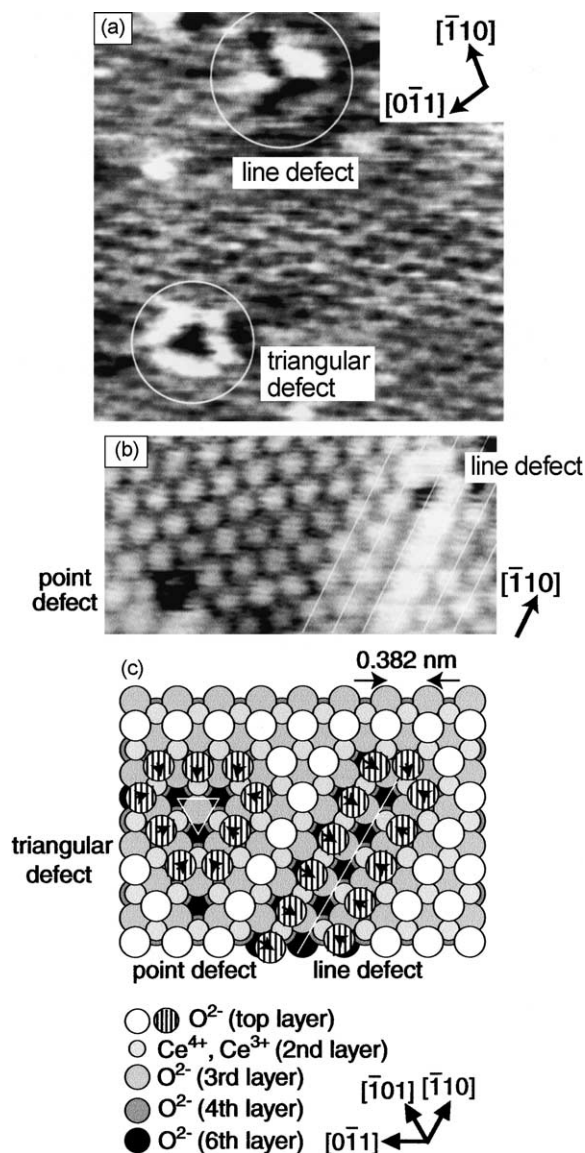 (a)
[1̄10]
[01̄1]
line defect
triangular
defect
(b)
line defect
point
defect
[1̄10]
(c)
0.382 nm
triangular
defect
point defect
line defect
O²⁻ (top layer)
Ce⁴⁺, Ce³⁺ (2nd layer)
O²⁻ (3rd layer)
O²⁻ (4th layer)
O²⁻ (6th layer)
[1̄01]
[1̄10]
[01̄1]